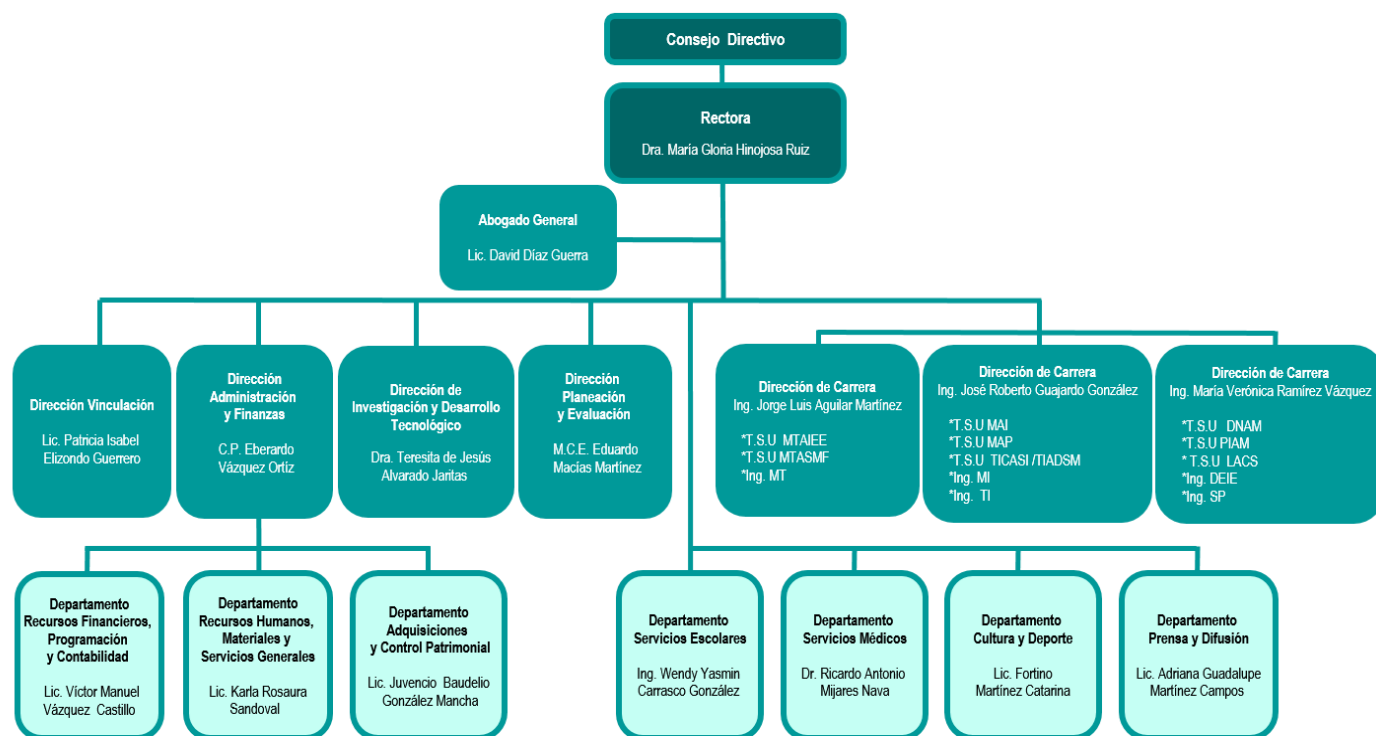 Consejo Directivo
Rectora
Dra. María Gloria Hinojosa Ruiz
Abogado General
Lic. David Díaz Guerra
Dirección Vinculación
Lic. Patricia Isabel
Elizondo Guerrero
Dirección
Administración
y Finanzas
C.P. Eberardo
Vázquez Ortíz
Dirección de
Investigación y Desarrollo
Tecnológico
Dra. Teresita de Jesús
Alvarado Jaritas
Dirección
Planeación
y Evaluación
M.C.E. Eduardo
Macías Martínez
Dirección de Carrera
Ing. Jorge Luis Aguilar Martínez
*T.S.U MTAIEE
*T.S.U MTASMF
*Ing. MT
Dirección de Carrera
Ing. José Roberto Guajardo González
*T.S.U MAI
*T.S.U MAP
*T.S.U TICASI /TIADSM
*Ing. MI
*Ing. TI
Dirección de Carrera
Ing. María Verónica Ramírez Vázquez
*T.S.U DNAM
*T.S.U PIAM
* T.S.U LACS
*Ing. DEIE
*Ing. SP
Departamento
Recursos Financieros,
Programación
y Contabilidad
Lic. Víctor Manuel
Vázquez Castillo
Departamento
Recursos Humanos,
Materiales y
Servicios Generales
Lic. Karla Rosaura
Sandoval
Departamento
Adquisiciones
y Control Patrimonial
Lic. Juvencio Baudelio
González Mancha
Departamento
Servicios Escolares
Ing. Wendy Yasmin
Carrasco González
Departamento
Servicios Médicos
Dr. Ricardo Antonio
Mijares Nava
Departamento
Cultura y Deporte
Lic. Fortino
Martínez Catarina
Departamento
Prensa y Difusión
Lic. Adriana Guadalupe
Martínez Campos